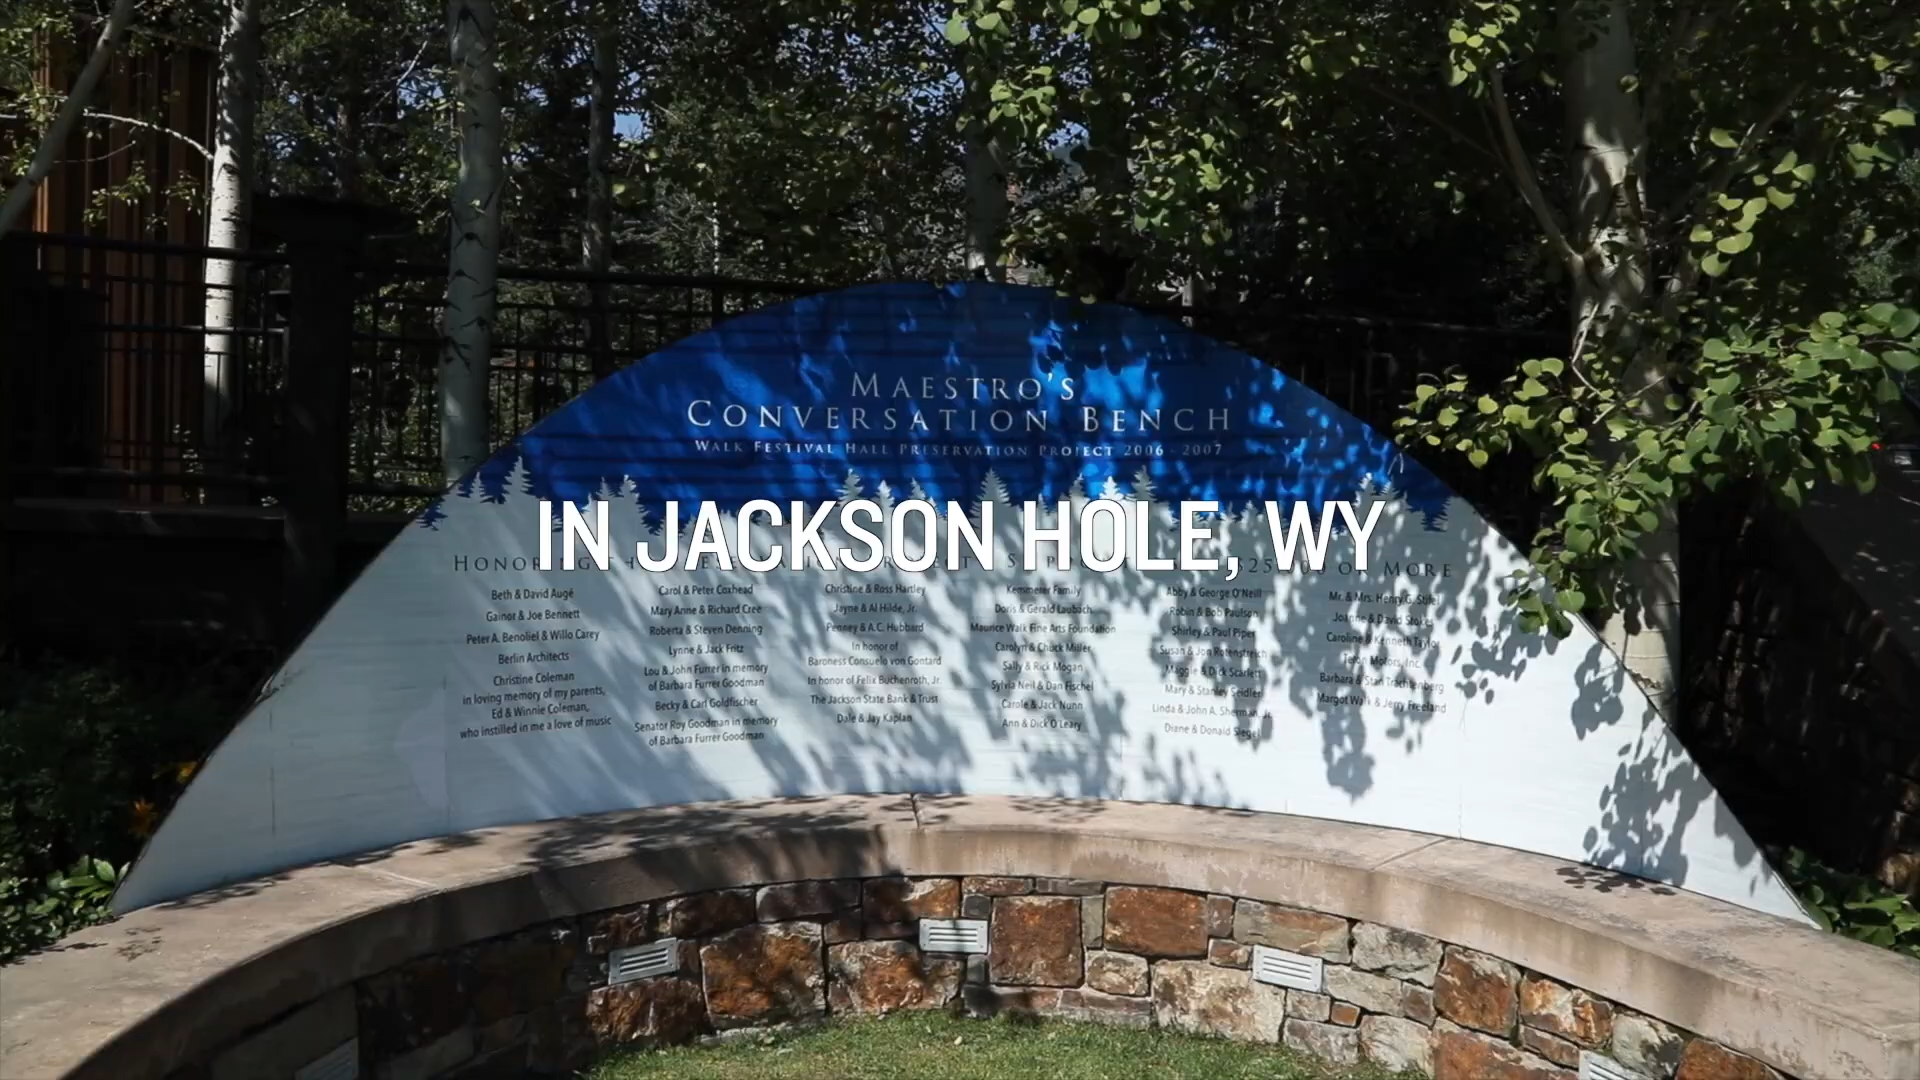 MAESTRO'S
CONVERSATION BENCH
WALK FESTIVAL HALL PRESERVATION PROJECT 2006 - 2007
IN JACKSON HOLE, WY
MORE
Beth & David Augé
Gainor & Joe Bennett
Peter A. Benoliel & Willo Carey
Berlin Architects
Christine Coleman
in loving memory of my parents,
Ed & Winnie Coleman,
who instilled in me a love of music
Carol & Peter Coxhead
Mary Anne & Richard Cree
Roberta & Steven Denning
Lynne & Jack Fritz
Lou & John Furrer in memory
of Barbara Furrer Goodman
Becky & Carl Goldfischer
Senator Roy Goodman in memory
of Barbara Furrer Goodman
Christine & Ross Hartley
Jayne & Al Hilde, Jr.
Penney & A.C. Hubbard
In honor of
Baroness Consuelo von Gontard
In honor of Felix Buchenroth, Jr.
The Jackson State Bank & Trust
Dale & Jay Kaplan
Kemmerer Family
Doris & Gerald Laubach
Maurice Walk Fine Arts Foundation
Carolyn & Chuck Miller
Sally & Rick Mogan
Sylvia Neil & Dan Fischel
Carole & Jack Nunn
Ann & Dick O'Leary
Abby & George O'Neill
Robin & Bob Paulson
Shirley & Paul Piper
Susan & Jon Rotenstreich
Maggie & Dick Scarlett
Mary & Stanley Seidler
Linda & John A. Sherman, Jr.
Diane & Donald Siegel
Mr. & Mrs. Henry G. Stifel
Joanne & David Stokes
Caroline & Kenneth Taylor
Teton Motors, Inc.
Barbara & Stan Trachtenberg
Margot Walk & Jerry Freeland